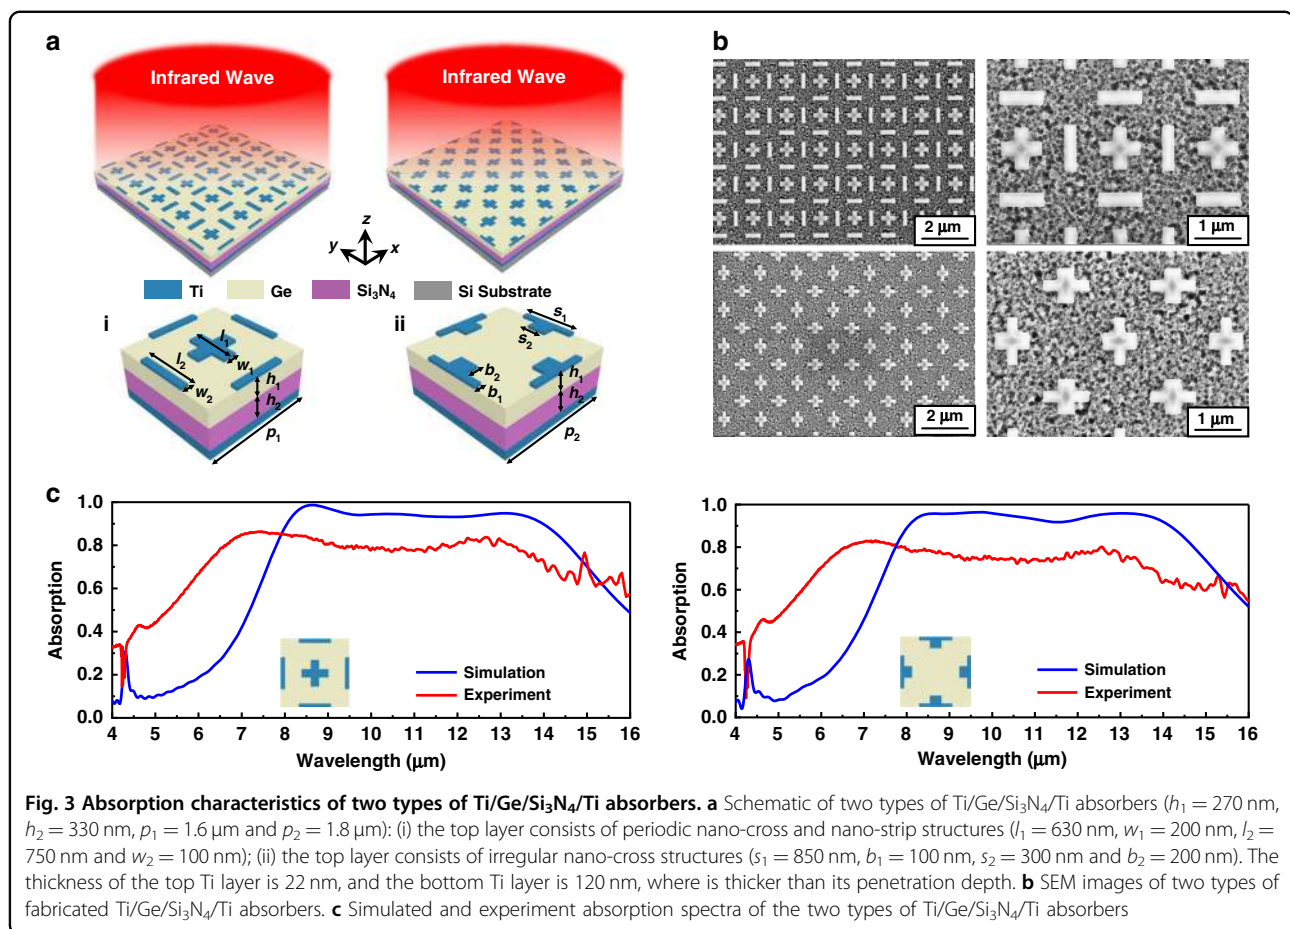 a
Infrared Wave
Infrared Wave
z
y
x
Ti
Ge
Si₃N₄
Si Substrate
i
l₁
w₁
l₂
w₂
h₁
h₂
p₁
ii
s₁
s₂
b₂
b₁
h₁
h₂
p₂
b
2 μm
1 μm
2 μm
1 μm
c
Absorption
1.0
0.8
0.6
0.4
0.2
0.0
Simulation
Experiment
4 5 6 7 8 9 10 11 12 13 14 15 16
Wavelength (μm)
Absorption
1.0
0.8
0.6
0.4
0.2
0.0
Simulation
Experiment
4 5 6 7 8 9 10 11 12 13 14 15 16
Wavelength (μm)
Fig. 3 Absorption characteristics of two types of Ti/Ge/Si₃N₄/Ti absorbers. a Schematic of two types of Ti/Ge/Si₃N₄/Ti absorbers (h₁ = 270 nm,
h₂ = 330 nm, p₁ = 1.6 μm and p₂ = 1.8 μm): (i) the top layer consists of periodic nano-cross and nano-strip structures (l₁ = 630 nm, w₁ = 200 nm, l₂ =
750 nm and w₂ = 100 nm); (ii) the top layer consists of irregular nano-cross structures (s₁ = 850 nm, b₁ = 100 nm, s₂ = 300 nm and b₂ = 200 nm). The
thickness of the top Ti layer is 22 nm, and the bottom Ti layer is 120 nm, where is thicker than its penetration depth. b SEM images of two types of
fabricated Ti/Ge/Si₃N₄/Ti absorbers. c Simulated and experiment absorption spectra of the two types of Ti/Ge/Si₃N₄/Ti absorbers